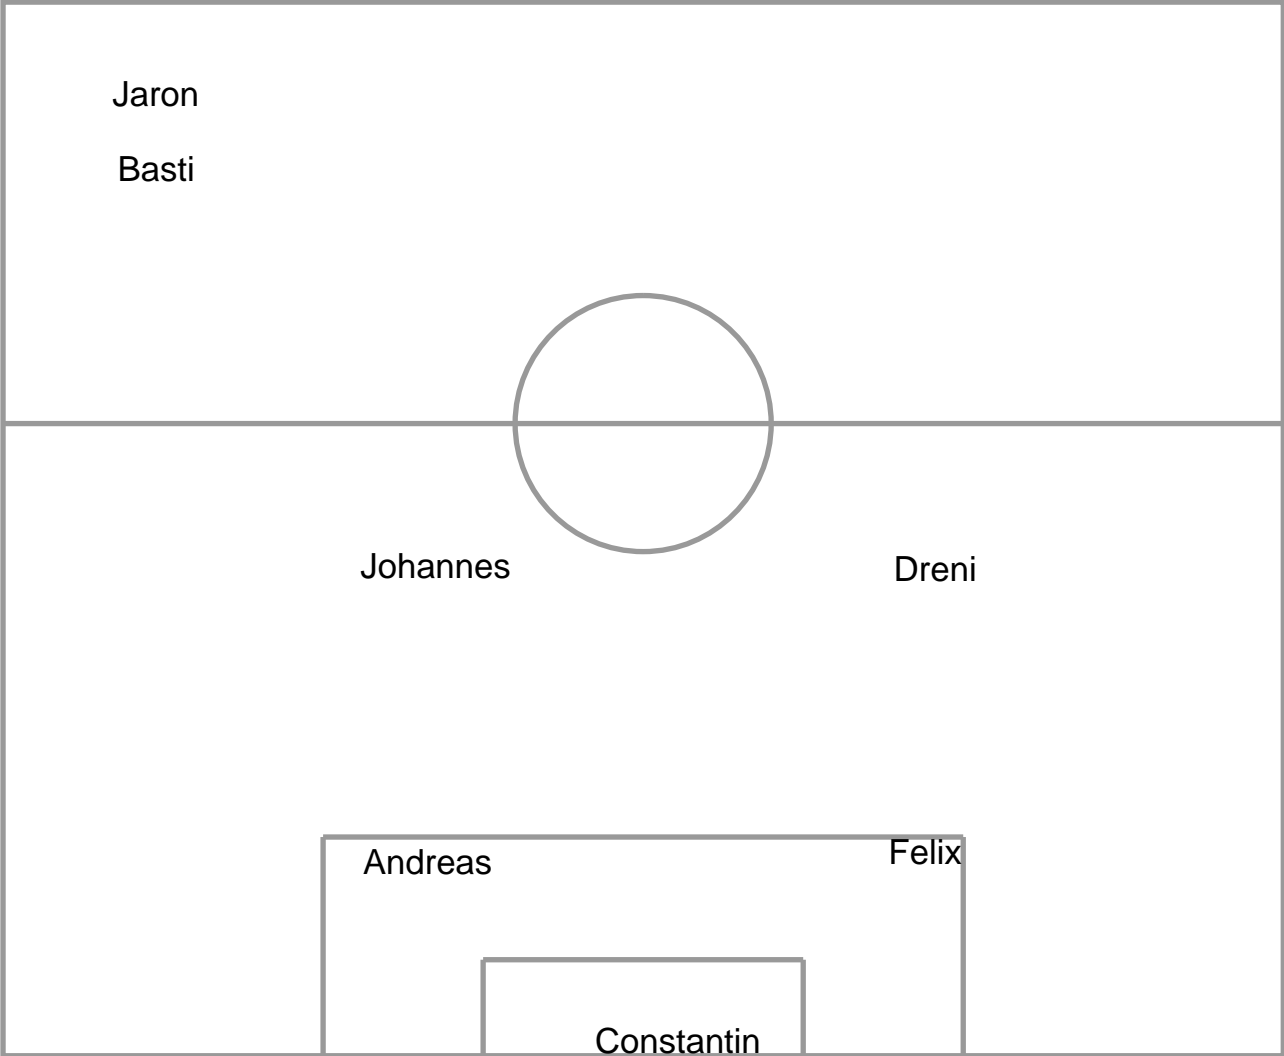 Jaron
Basti
Johannes
Dreni
Andreas
Felix
Constantin